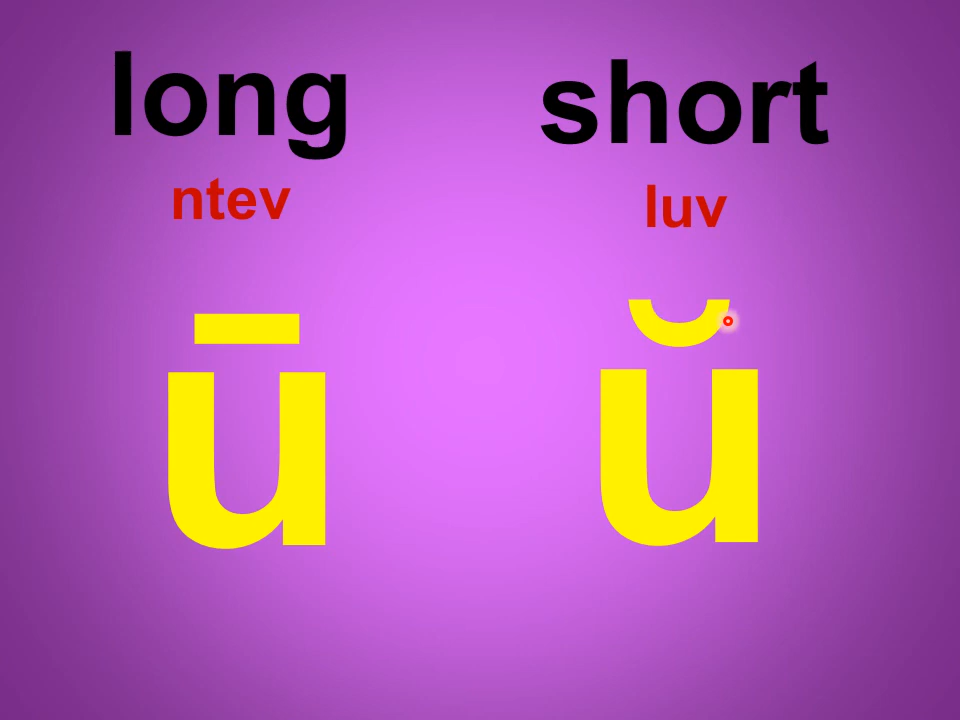 long short
ntev luv
ū ŭ